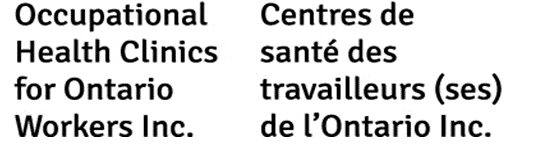 Occupational
Health Clinics
for Ontario
Workers Inc.
Centres de
santé des
travailleurs (ses)
de l’Ontario Inc.